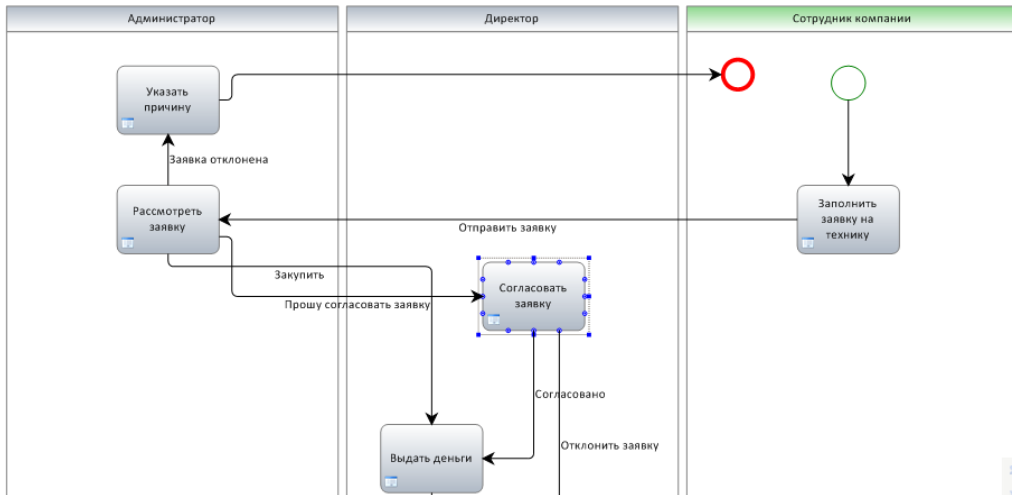 Администратор
Директор
Сотрудник компании
Указать
причину
Заявка отклонена
Рассмотреть
заявку
Заполнить
заявку на
технику
Отправить заявку
Закупить
Согласовать
заявку
Прошу согласовать заявку
Согласовано
Отклонить заявку
Выдать деньги